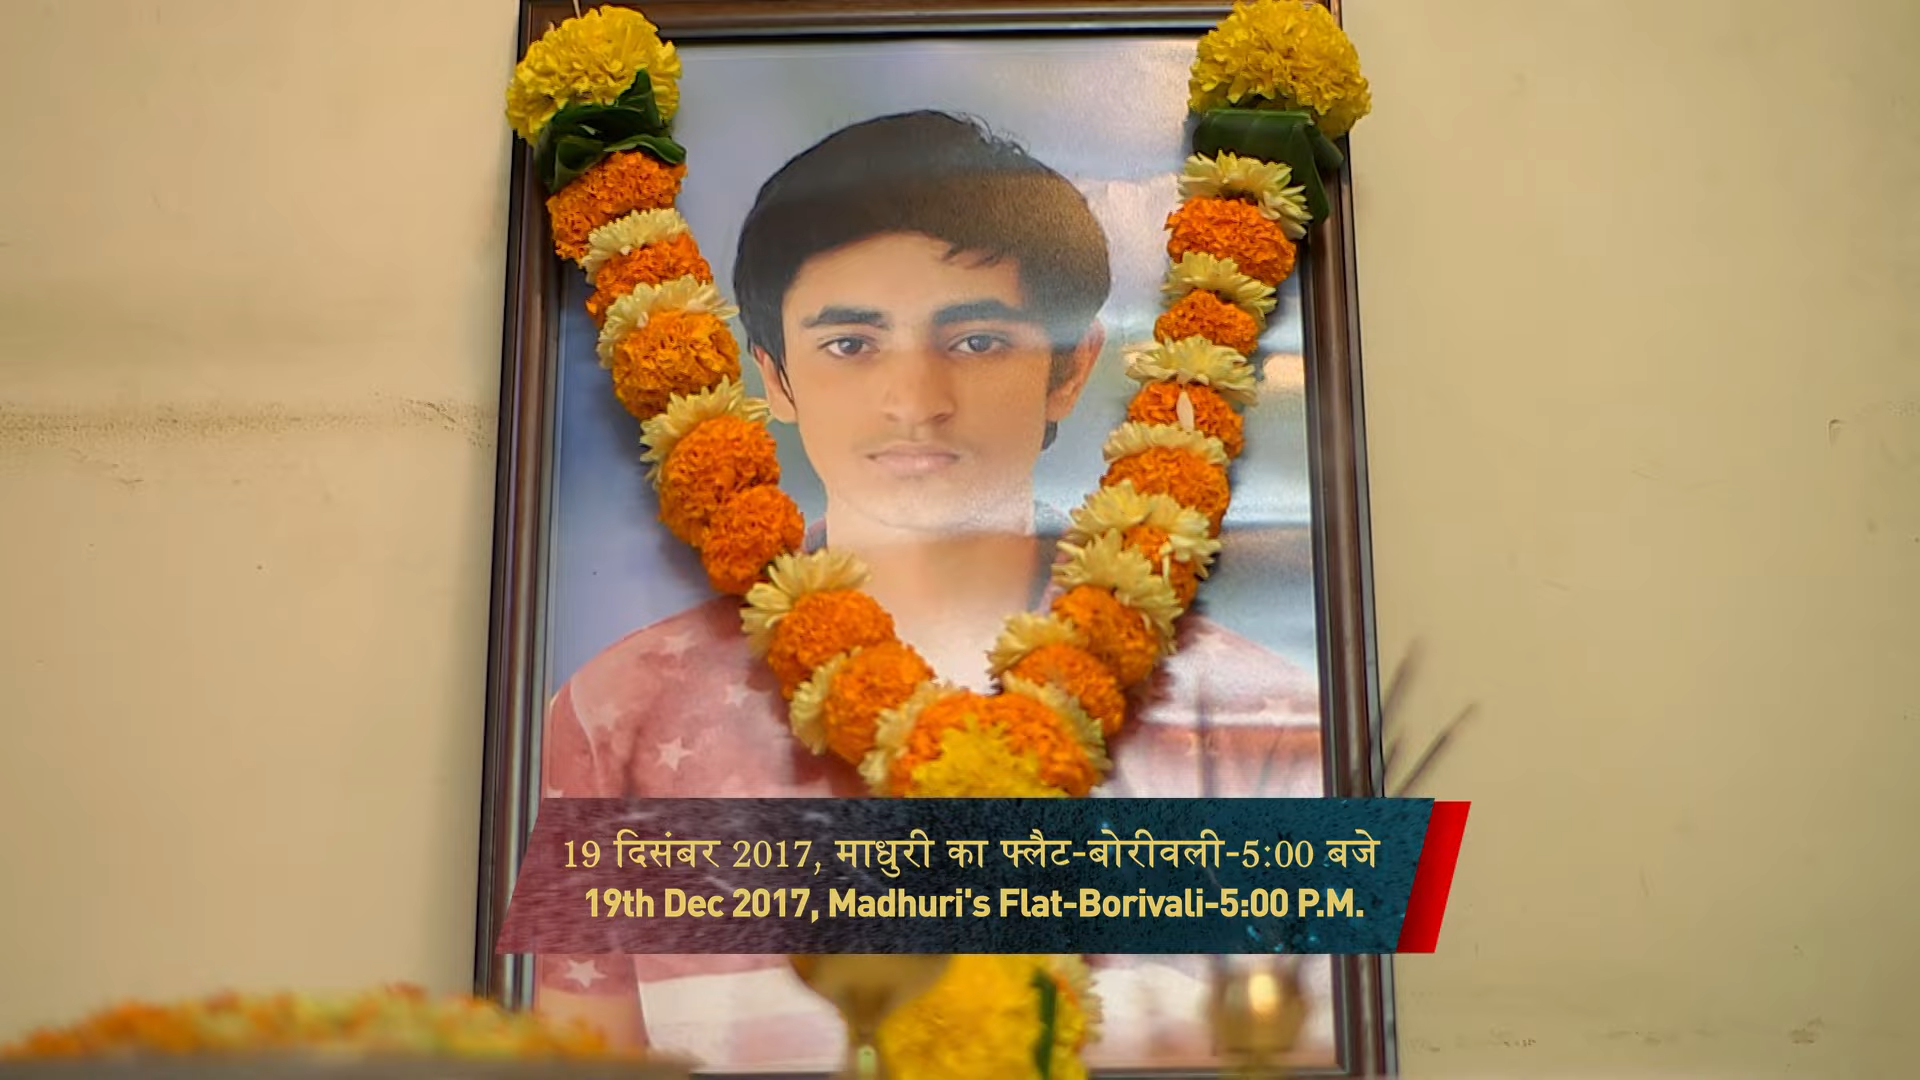 19 दिसंबर 2017, माधुरी का फ्लैट-बोरीवली-5:00 बजे
19th Dec 2017, Madhuri's Flat-Borivali-5:00 P.M.